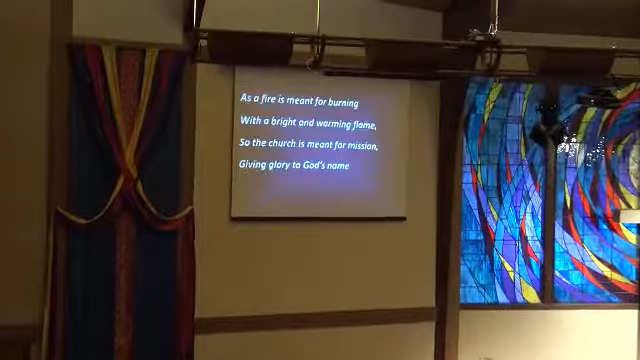 As a fire is meant for burning
With a bright and warming flame,
So the church is meant for mission,
Giving glory to God's name